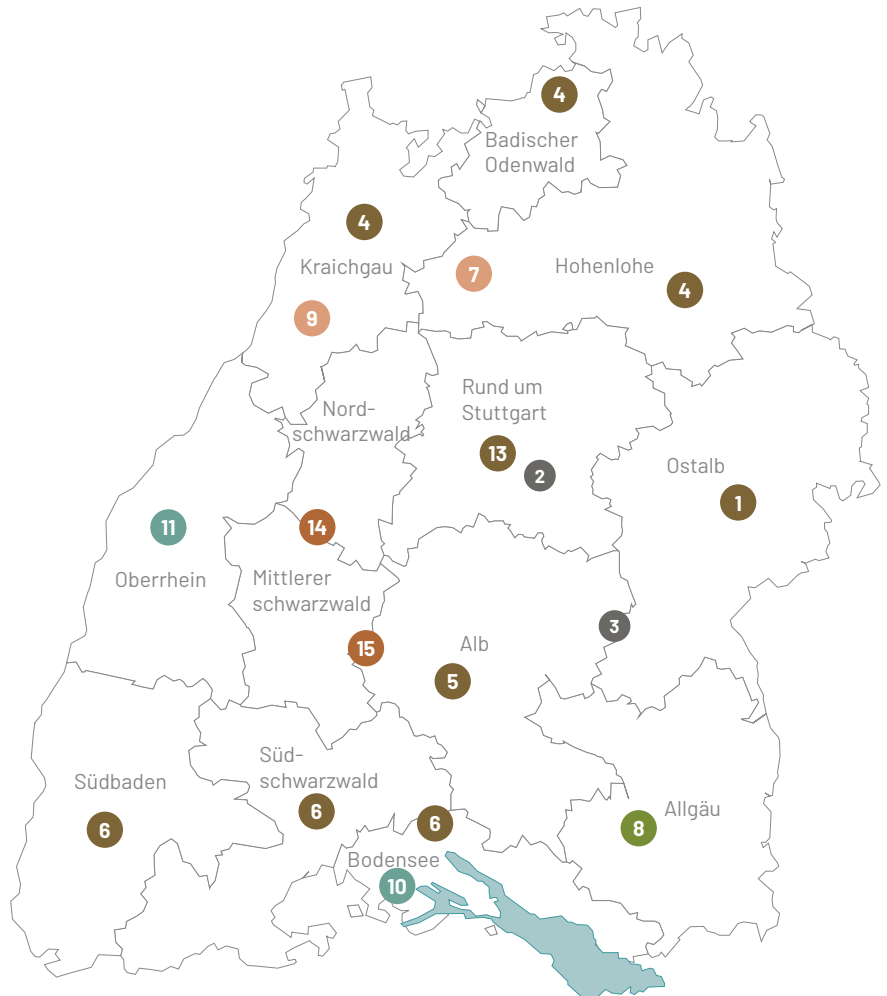 4
Badischer
Odenwald
4
Kraichgau
7
Hohenlohe
4
9
Nord-
schwarzwald
Rund um
Stuttgart
13
2
Ostalb
1
11
Oberrhein
14
Mittlerer
schwarzwald
15
3
Alb
5
Südbaden
6
Süd-
schwarzwald
6
6
Bodensee
10
Allgäu
8